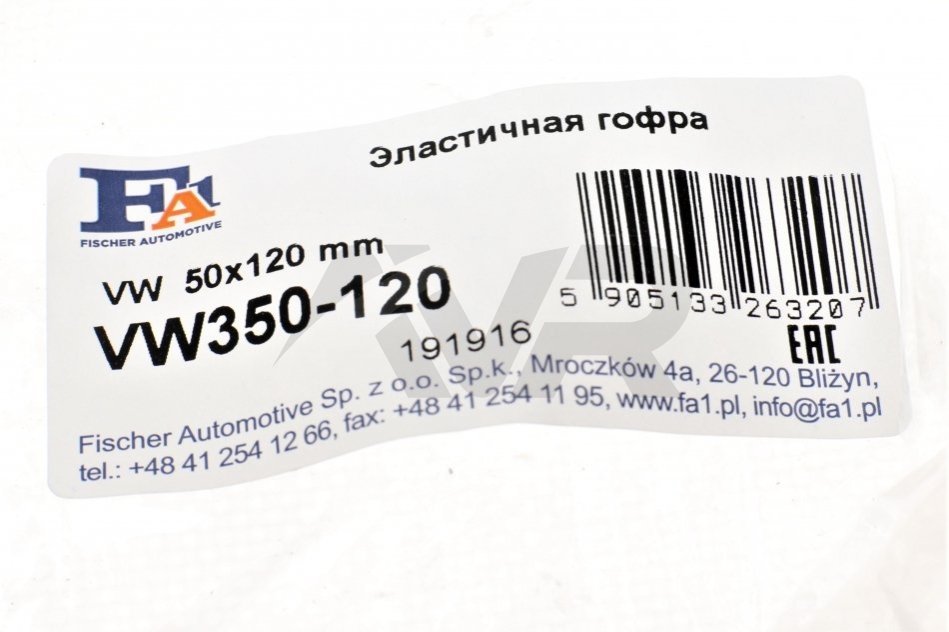 Эластичная гофра
FA1
FISCHER AUTOMOTIVE
VW 50x120 mm
VW350-120
5 905133 263207
191916
EAC
Fischer Automotive Sp. z o.o. Sp.k., Mroczków 4a, 26-120 Bliżyn,
tel.: +48 41 254 12 66, fax: +48 41 254 11 95, www.fa1.pl, info@fa1.pl
AVR